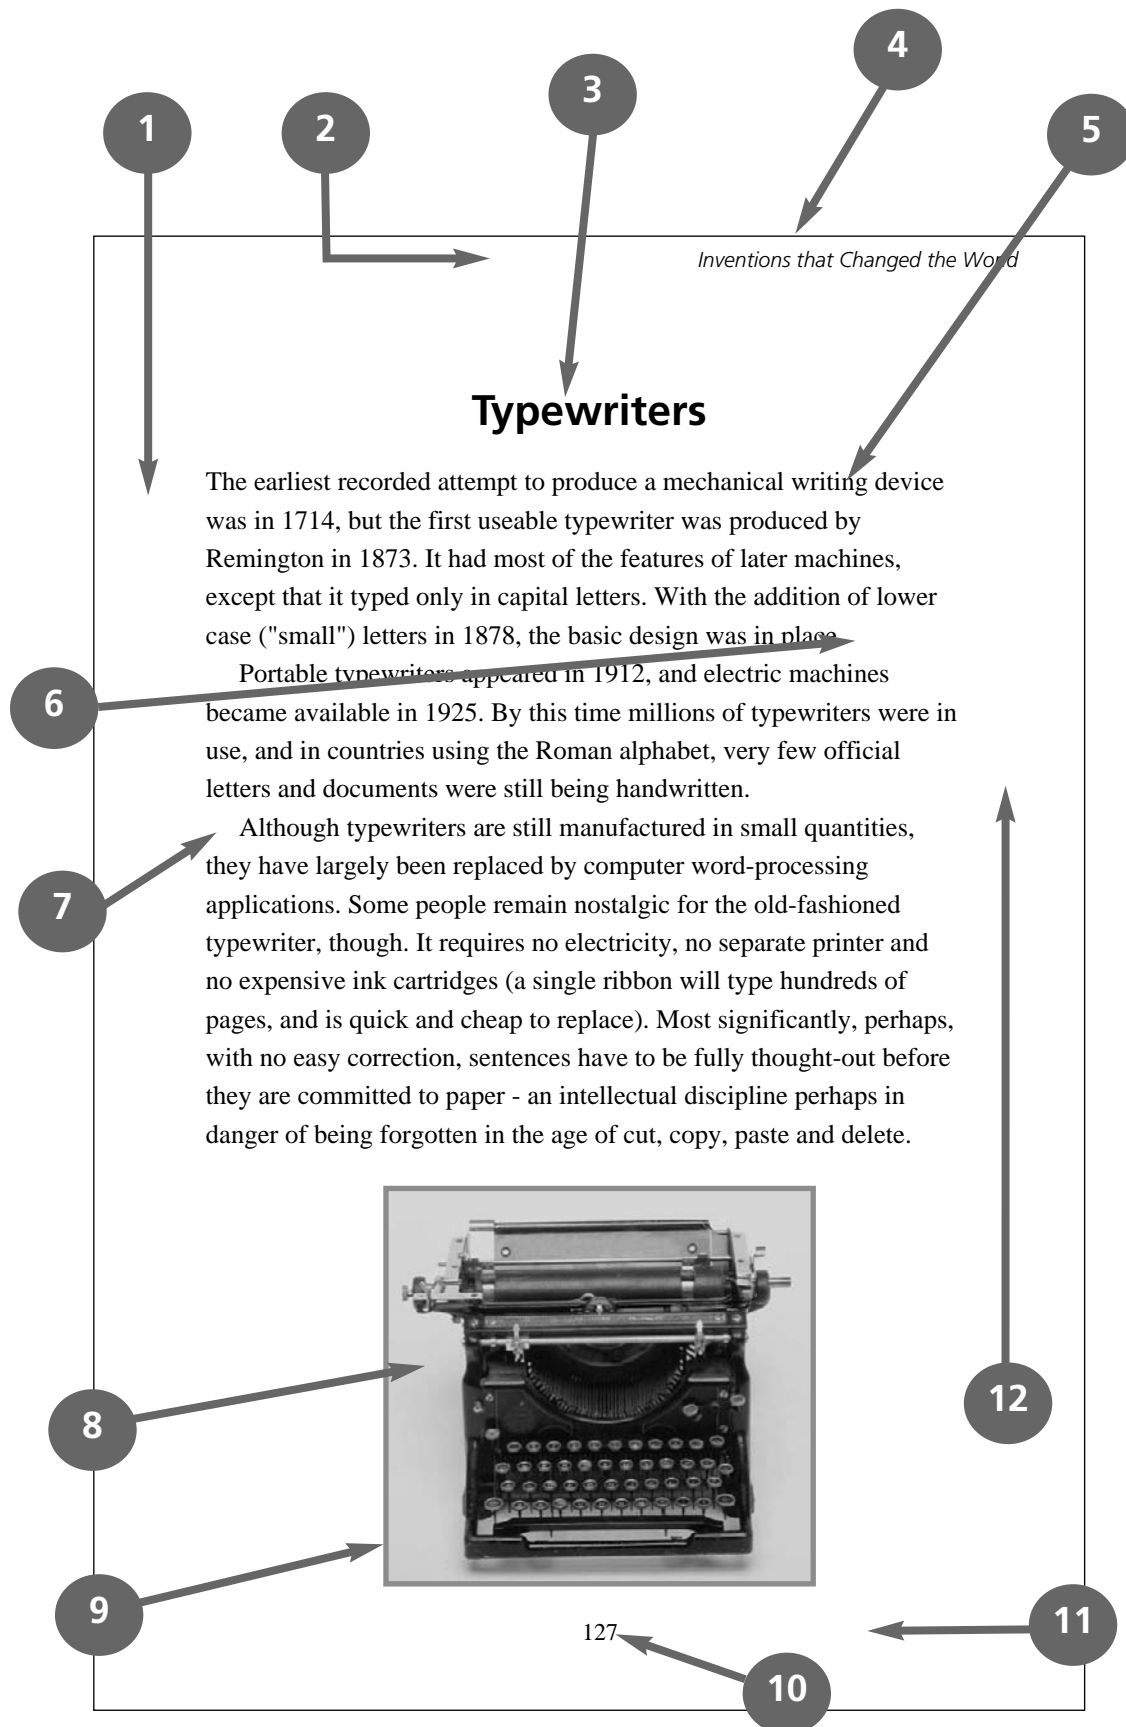 4
3
1
2
5
Inventions that Changed the World
Typewriters
The earliest recorded attempt to produce a mechanical writing device
was in 1714, but the first useable typewriter was produced by
Remington in 1873. It had most of the features of later machines,
except that it typed only in capital letters. With the addition of lower
case ("small") letters in 1878, the basic design was in place.
Portable typewriters appeared in 1912, and electric machines
6
became available in 1925. By this time millions of typewriters were in
use, and in countries using the Roman alphabet, very few official
letters and documents were still being handwritten.
Although typewriters are still manufactured in small quantities,
they have largely been replaced by computer word-processing
7
applications. Some people remain nostalgic for the old-fashioned
typewriter, though. It requires no electricity, no separate printer and
no expensive ink cartridges (a single ribbon will type hundreds of
pages, and is quick and cheap to replace). Most significantly, perhaps,
with no easy correction, sentences have to be fully thought-out before
they are committed to paper - an intellectual discipline perhaps in
danger of being forgotten in the age of cut, copy, paste and delete.
12
8
9
127
11
10